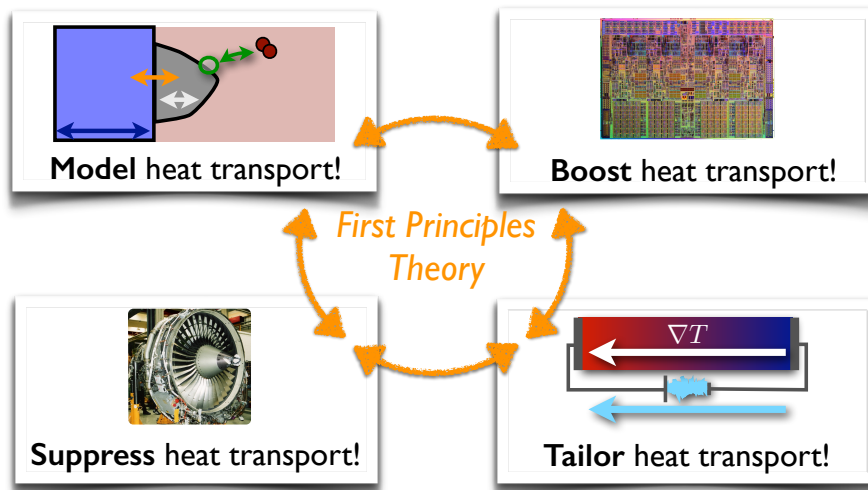 Model heat transport!
Boost heat transport!
First Principles
Theory
Suppress heat transport!
∇T
Tailor heat transport!